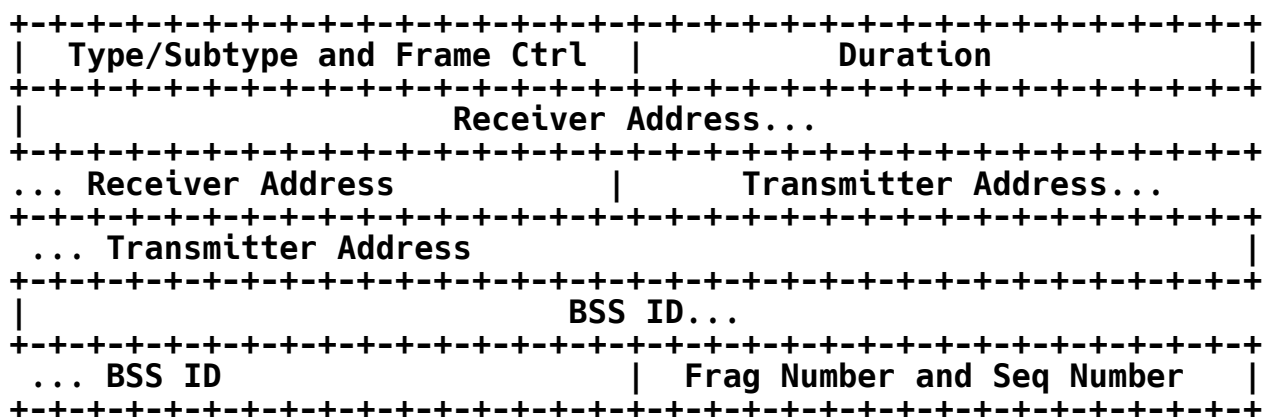 +-+-+-+-+-+-+-+-+-+-+-+-+-+-+-+-+-+-+-+-+-+-+-+-+-+-+-+-+-+-+-+-+-+
|  Type/Subtype and Frame Ctrl  |          Duration             |
+-+-+-+-+-+-+-+-+-+-+-+-+-+-+-+-+-+-+-+-+-+-+-+-+-+-+-+-+-+-+-+-+-+
|                      Receiver Address...
+-+-+-+-+-+-+-+-+-+-+-+-+-+-+-+-+-+-+-+-+-+-+-+-+-+-+-+-+-+-+-+-+-+
... Receiver Address           |      Transmitter Address...
+-+-+-+-+-+-+-+-+-+-+-+-+-+-+-+-+-+-+-+-+-+-+-+-+-+-+-+-+-+-+-+-+-+
 ... Transmitter Address                                        |
+-+-+-+-+-+-+-+-+-+-+-+-+-+-+-+-+-+-+-+-+-+-+-+-+-+-+-+-+-+-+-+-+-+
|                            BSS ID...
+-+-+-+-+-+-+-+-+-+-+-+-+-+-+-+-+-+-+-+-+-+-+-+-+-+-+-+-+-+-+-+-+-+
 ... BSS ID                     |  Frag Number and Seq Number   |
+-+-+-+-+-+-+-+-+-+-+-+-+-+-+-+-+-+-+-+-+-+-+-+-+-+-+-+-+-+-+-+-+-+